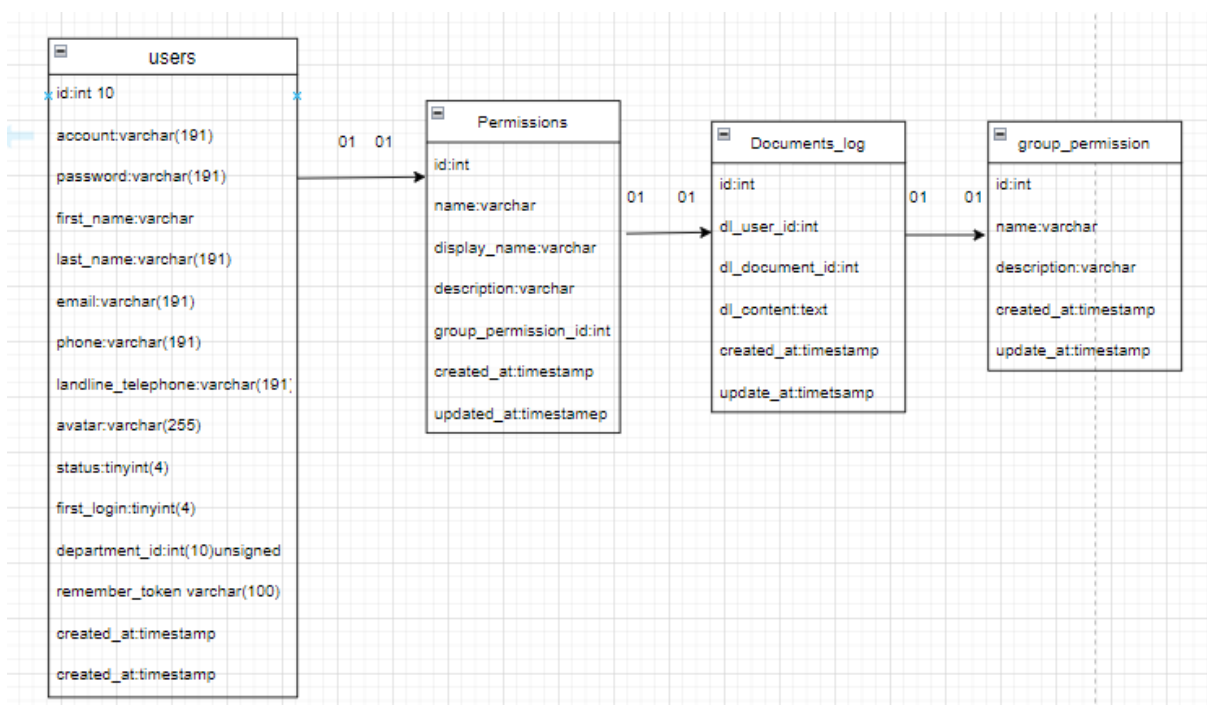 users
id:int 10
account:varchar(191)
password:varchar(191)
first_name:varchar
last_name:varchar(191)
email:varchar(191)
phone:varchar(191)
landline_telephone:varchar(191)
avatar:varchar(255)
status:tinyint(4)
first_login:tinyint(4)
department_id:int(10)unsigned
remember_token varchar(100)
created_at:timestamp
created_at:timestamp
01 01
Permissions
id:int
name:varchar
display_name:varchar
description:varchar
group_permission_id:int
created_at:timestamp
updated_at:timestamep
01 01
Documents_log
id:int
dl_user_id:int
dl_document_id:int
dl_content:text
created_at:timestamp
update_at:timetsamp
01 01
group_permission
id:int
name:varchar
description:varchar
created_at:timestamp
update_at:timestamp